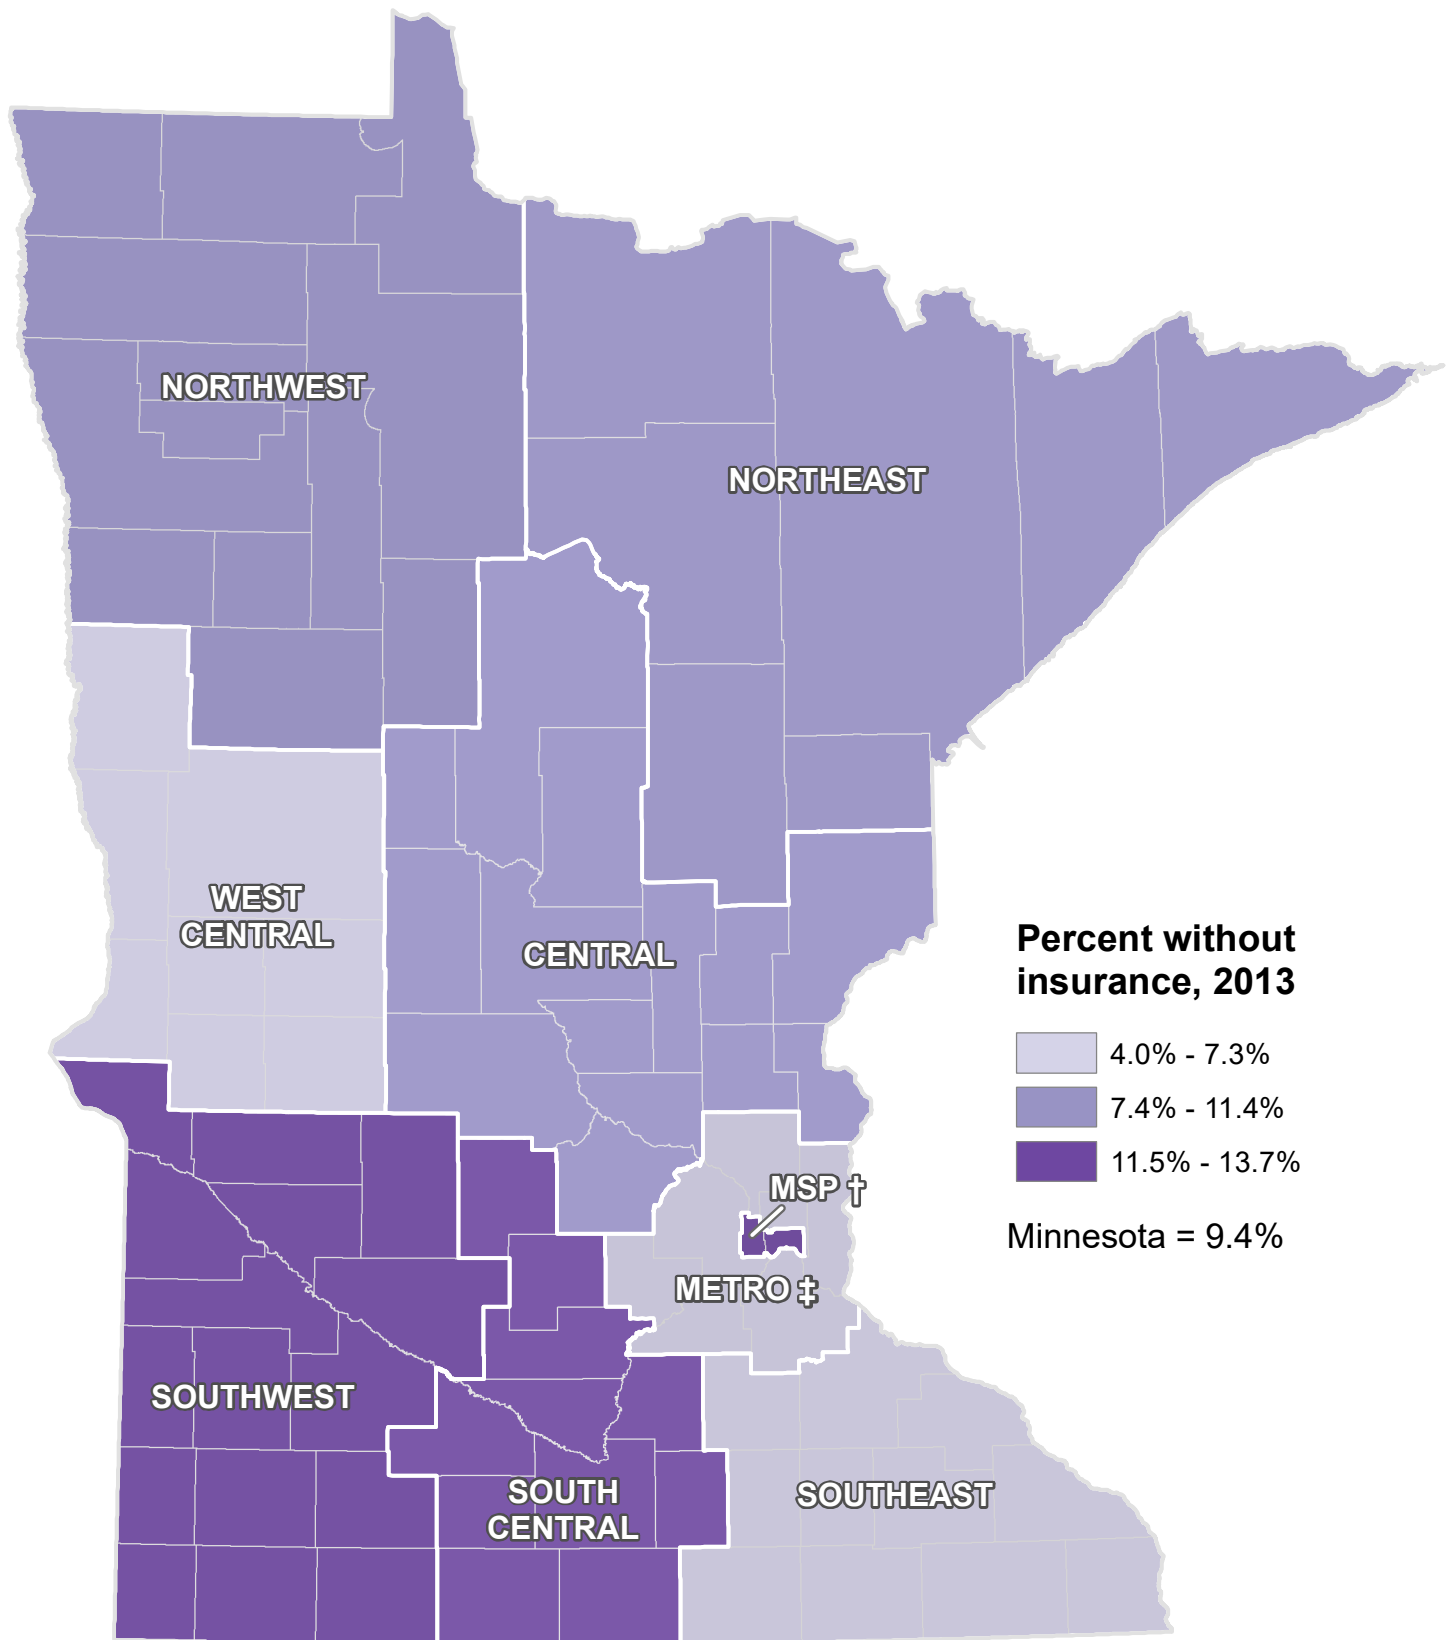 NORTHWEST
NORTHEAST
WEST
CENTRAL
CENTRAL
Percent without
insurance, 2013
4.0% - 7.3%
7.4% - 11.4%
11.5% - 13.7%
Minnesota = 9.4%
MSP †
METRO ‡
SOUTHWEST
SOUTH
CENTRAL
SOUTHEAST